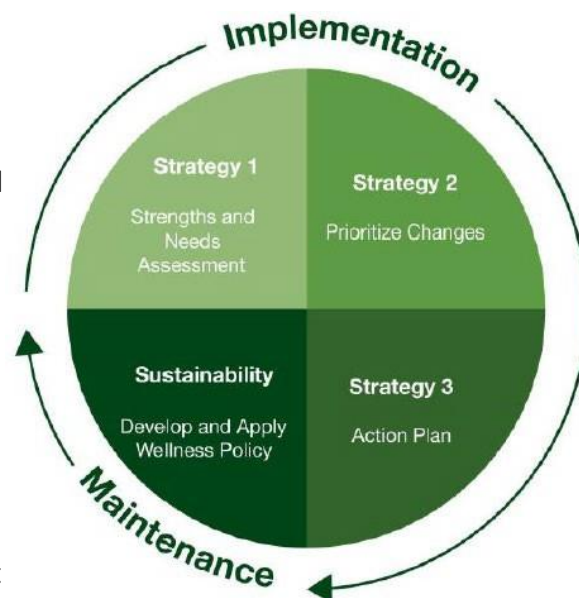 Implementation
Strategy 1
Strengths and
Needs
Assessment
Strategy 2
Prioritize Changes
Sustainability
Develop and Apply
Wellness Policy
Strategy 3
Action Plan
Maintenance